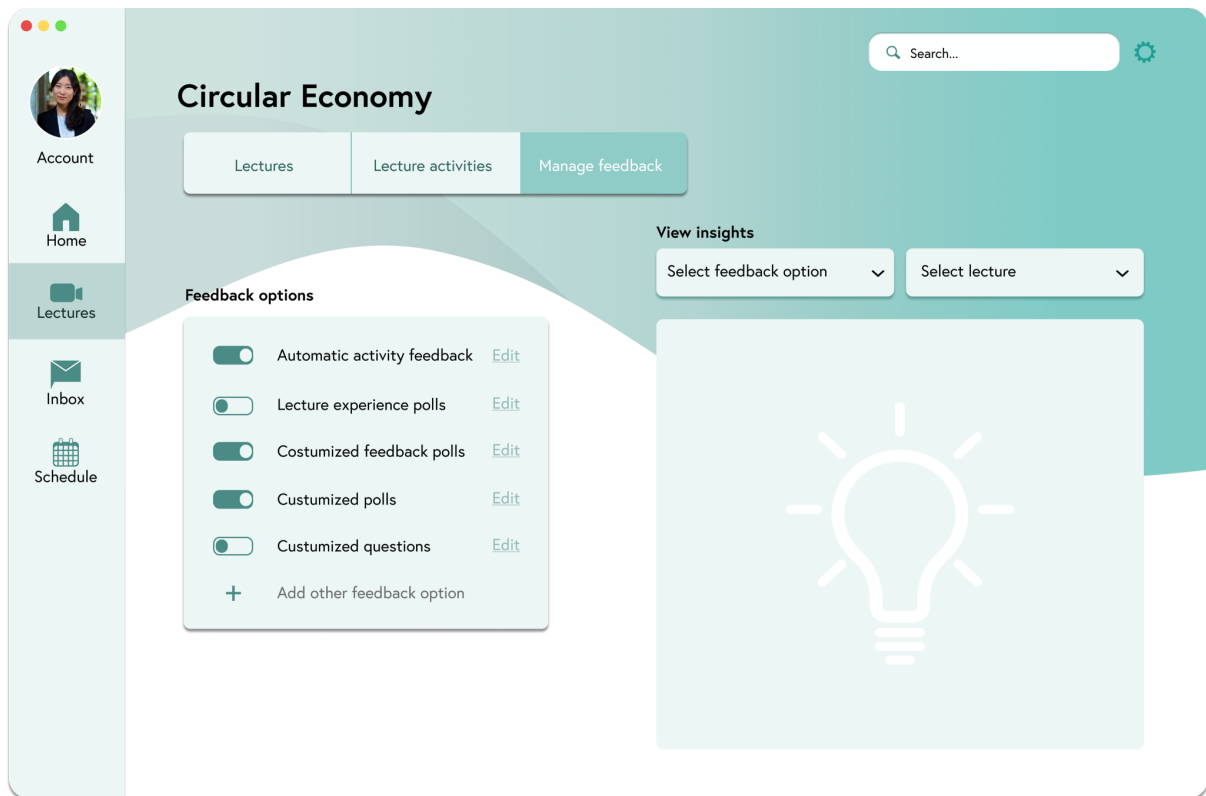 Search...
Circular Economy
Account
Lectures
Lecture activities
Manage feedback
Home
View insights
Select feedback option
Select lecture
Lectures
Feedback options
Automatic activity feedback Edit
Lecture experience polls Edit
Inbox
Costumized feedback polls Edit
Schedule
Custumized polls Edit
Custumized questions Edit
+ Add other feedback option